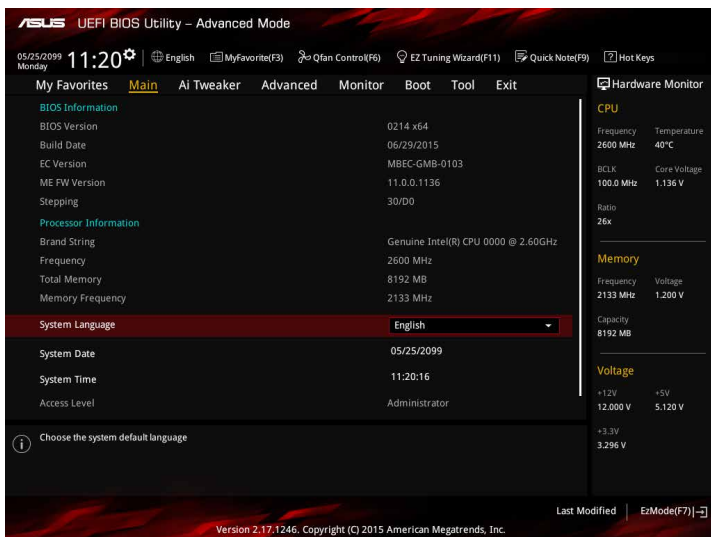 ASUS UEFI BIOS Utility – Advanced Mode
05/25/2099
Monday
11:20
English
MyFavorite(F3)
Qfan Control(F6)
EZ Tuning Wizard(F11)
Quick Note(F9)
? Hot Keys
My Favorites Main Ai Tweaker Advanced Monitor Boot Tool Exit
BIOS Information
BIOS Version 0214 x64
Build Date 06/29/2015
EC Version MBEC-GMB-0103
ME FW Version 11.0.0.1136
Stepping 30/D0
Processor Information
Brand String Genuine Intel(R) CPU 0000 @ 2.60GHz
Frequency 2600 MHz
Total Memory 8192 MB
Memory Frequency 2133 MHz
System Language English
System Date 05/25/2099
System Time 11:20:16
Access Level Administrator
i Choose the system default language
Hardware Monitor
CPU
Frequency Temperature
2600 MHz 40°C
BCLK Core Voltage
100.0 MHz 1.136 V
Ratio
26x
Memory
Frequency Voltage
2133 MHz 1.200 V
Capacity
8192 MB
Voltage
+12V +5V
12.000 V 5.120 V
+3.3V
3.296 V
Last Modified
EzMode(F7)
Version 2.17.1246. Copyright (C) 2015 American Megatrends, Inc.